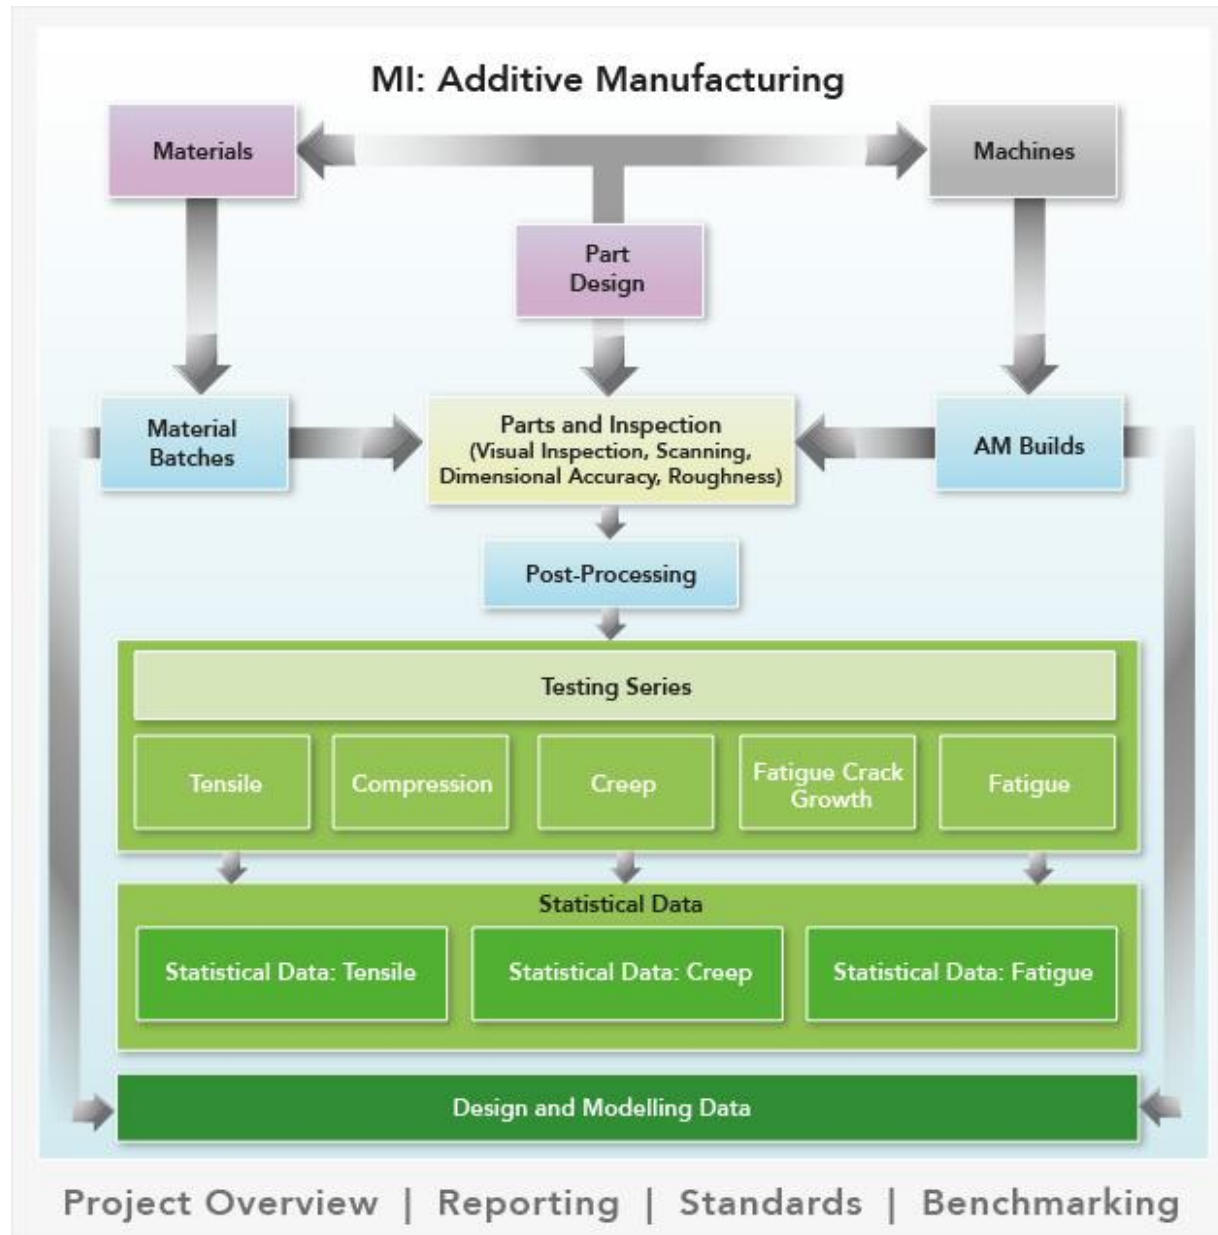 MI: Additive Manufacturing
Materials
Machines
Part
Design
Material
Batches
Parts and Inspection
(Visual Inspection, Scanning,
Dimensional Accuracy, Roughness)
AM Builds
Post-Processing
Testing Series
Tensile
Compression
Creep
Fatigue Crack
Growth
Fatigue
Statistical Data
Statistical Data: Tensile
Statistical Data: Creep
Statistical Data: Fatigue
Design and Modelling Data
Project Overview | Reporting | Standards | Benchmarking